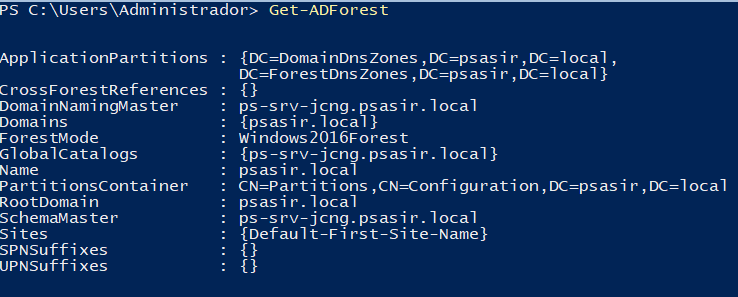 PS C:\Users\Administrador> Get-ADForest
ApplicationPartitions : {DC=DomainDnsZones,DC=psasir,DC=local,
DC=ForestDnsZones,DC=psasir,DC=local}
CrossForestReferences : {}
DomainNamingMaster : ps-srv-jcng.psasir.local
Domains : {psasir.local}
ForestMode : Windows2016Forest
GlobalCatalogs : {ps-srv-jcng.psasir.local}
Name : psasir.local
PartitionsContainer : CN=Partitions,CN=Configuration,DC=psasir,DC=local
RootDomain : psasir.local
SchemaMaster : ps-srv-jcng.psasir.local
Sites : {Default-First-Site-Name}
SPNSuffixes : {}
UPNSuffixes : {}